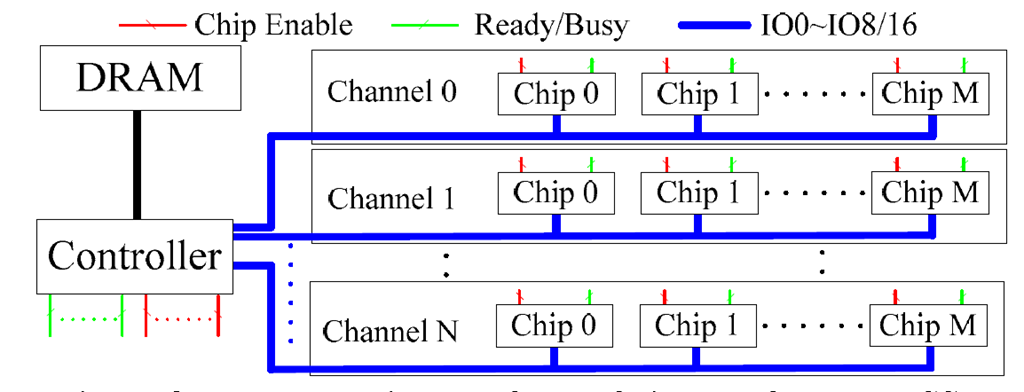 Chip Enable Ready/Busy IO0~IO8/16
DRAM
Controller
Channel 0 Chip 0 Chip 1 Chip M
Channel 1 Chip 0 Chip 1 Chip M
Channel N Chip 0 Chip 1 Chip M